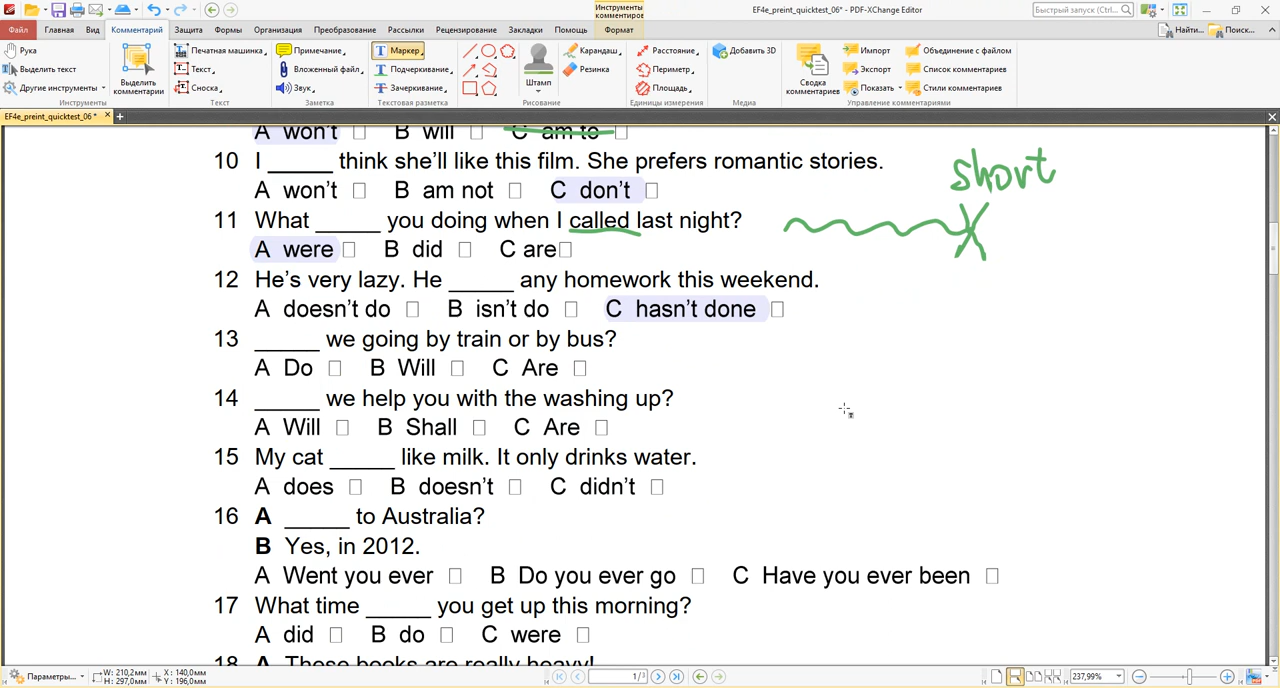 Инструменты комментиров
EF4e_preint_quicktest_06* - PDF-XChange Editor
Быстрый запуск (Ctrl...
Файл Главная Вид Комментарий Защита Формы Организация Преобразование Рассылки Рецензирование Закладки Помощь Формат Найти... Поиск...
Рука
Выделить текст
Другие инструменты
Инструменты
Выделить комментарии
Печатная машинка
Текст
Сноска
Текст
Примечание
Вложенный файл
Звук
Заметка
Маркер
Подчеркивание
Зачеркивание
Текстовая разметка
Штамп
Карандаш
Резинка
Рисование
Расстояние
Периметр
Площадь
Единицы измерения
Добавить 3D
Медиа
Сводка комментариев
Импорт
Экспорт
Показать
Объединение с файлом
Список комментариев
Стили комментариев
Управление комментариями
EF4e_preint_quicktest_06 *
A won't B will C am to
10 I _____ think she'll like this film. She prefers romantic stories.
short
A won't B am not C don't
11 What _____ you doing when I called last night?
A were B did C are
12 He's very lazy. He _____ any homework this weekend.
A doesn't do B isn't do C hasn't done
13 _____ we going by train or by bus?
A Do B Will C Are
14 _____ we help you with the washing up?
A Will B Shall C Are
15 My cat _____ like milk. It only drinks water.
A does B doesn't C didn't
16 A _____ to Australia?
B Yes, in 2012.
A Went you ever B Do you ever go C Have you ever been
17 What time _____ you get up this morning?
A did B do C were
18 A These books are really heavy!
Параметры... W: 210,2мм X: 140,0мм
H: 297,0мм Y: 196,0мм
1/3
237,99%